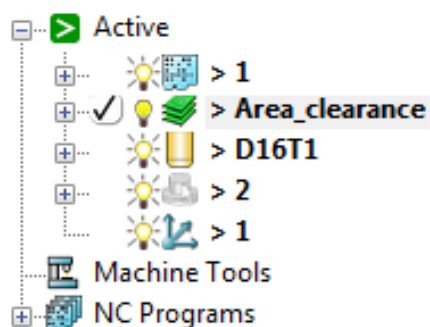 Active
> 1
> Area_clearance
> D16T1
> 2
> 1
Machine Tools
NC Programs